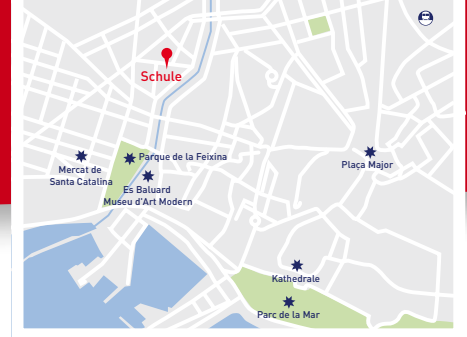 Schule
Parque de la Feixina
Mercat de
Santa Catalina
Plaça Major
Es Baluard
Museu d'Art Modern
Kathedrale
Parc de la Mar